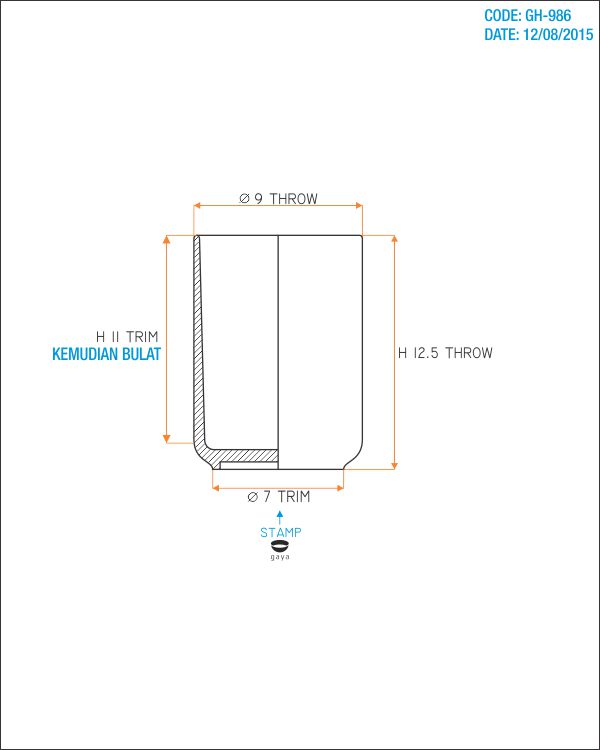 CODE: GH-986
DATE: 12/08/2015
Ø 9 THROW
H 11 TRIM
KEMUDIAN BULAT
H 12.5 THROW
Ø 7 TRIM
STAMP
gaya